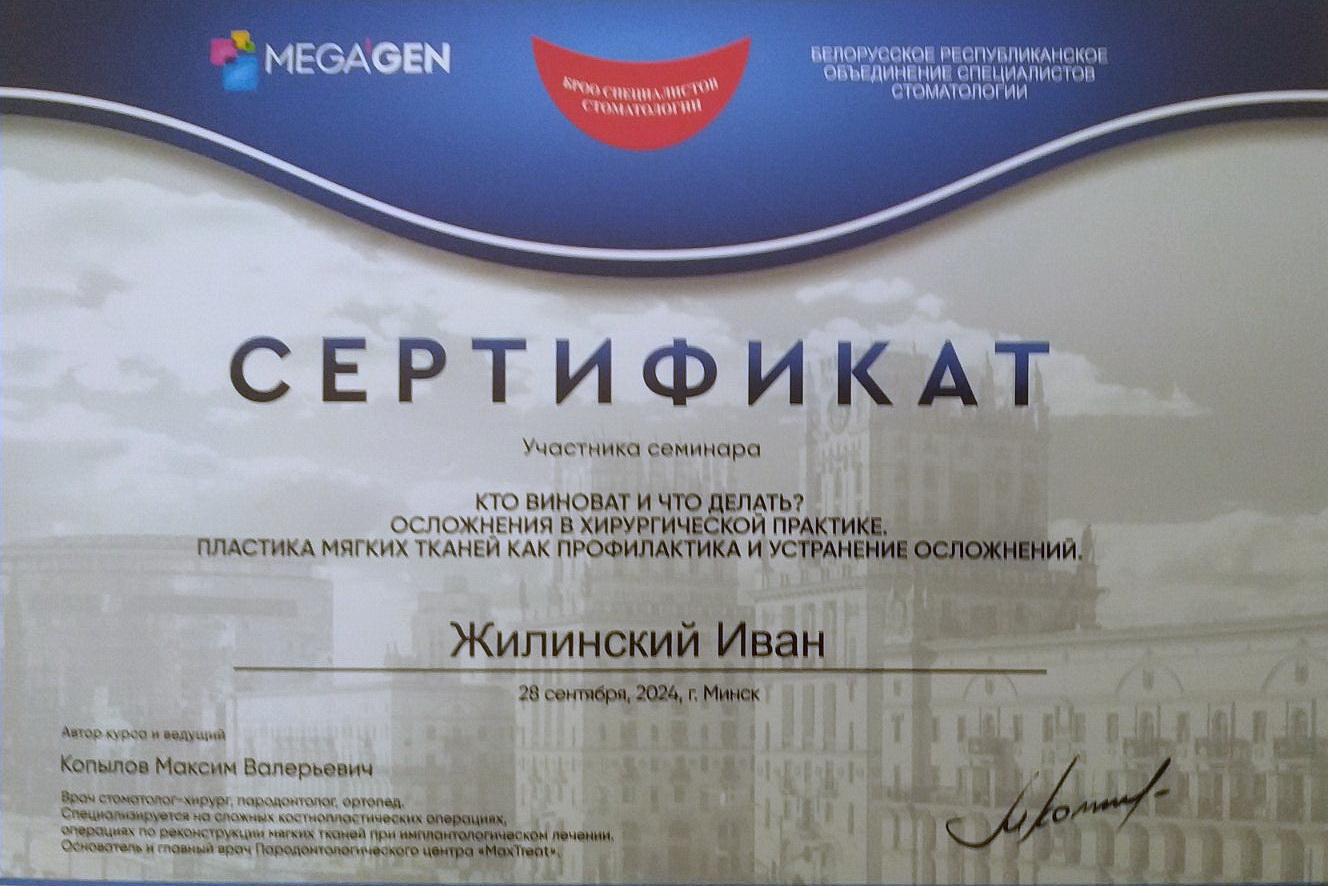 MEGA'GEN
БРОО СПЕЦИАЛИСТОВ
СТОМАТОЛОГИИ
БЕЛОРУССКОЕ РЕСПУБЛИКАНСКОЕ
ОБЪЕДИНЕНИЕ СПЕЦИАЛИСТОВ
СТОМАТОЛОГИИ
СЕРТИФИКАТ
Участника семинара
КТО ВИНОВАТ И ЧТО ДЕЛАТЬ?
ОСЛОЖНЕНИЯ В ХИРУРГИЧЕСКОЙ ПРАКТИКЕ.
ПЛАСТИКА МЯГКИХ ТКАНЕЙ КАК ПРОФИЛАКТИКА И УСТРАНЕНИЕ ОСЛОЖНЕНИЙ.
Жилинский Иван
28 сентября, 2024, г. Минск
Автор курса и ведущий
Копылов Максим Валерьевич
Врач стоматолог-хирург, пародонтолог, ортопед.
Специализируется на сложных костнопластических операциях,
операциях по реконструкции мягких тканей при имплантологическом лечении.
Основатель и главный врач Пародонтологического центра «MaxTreat».